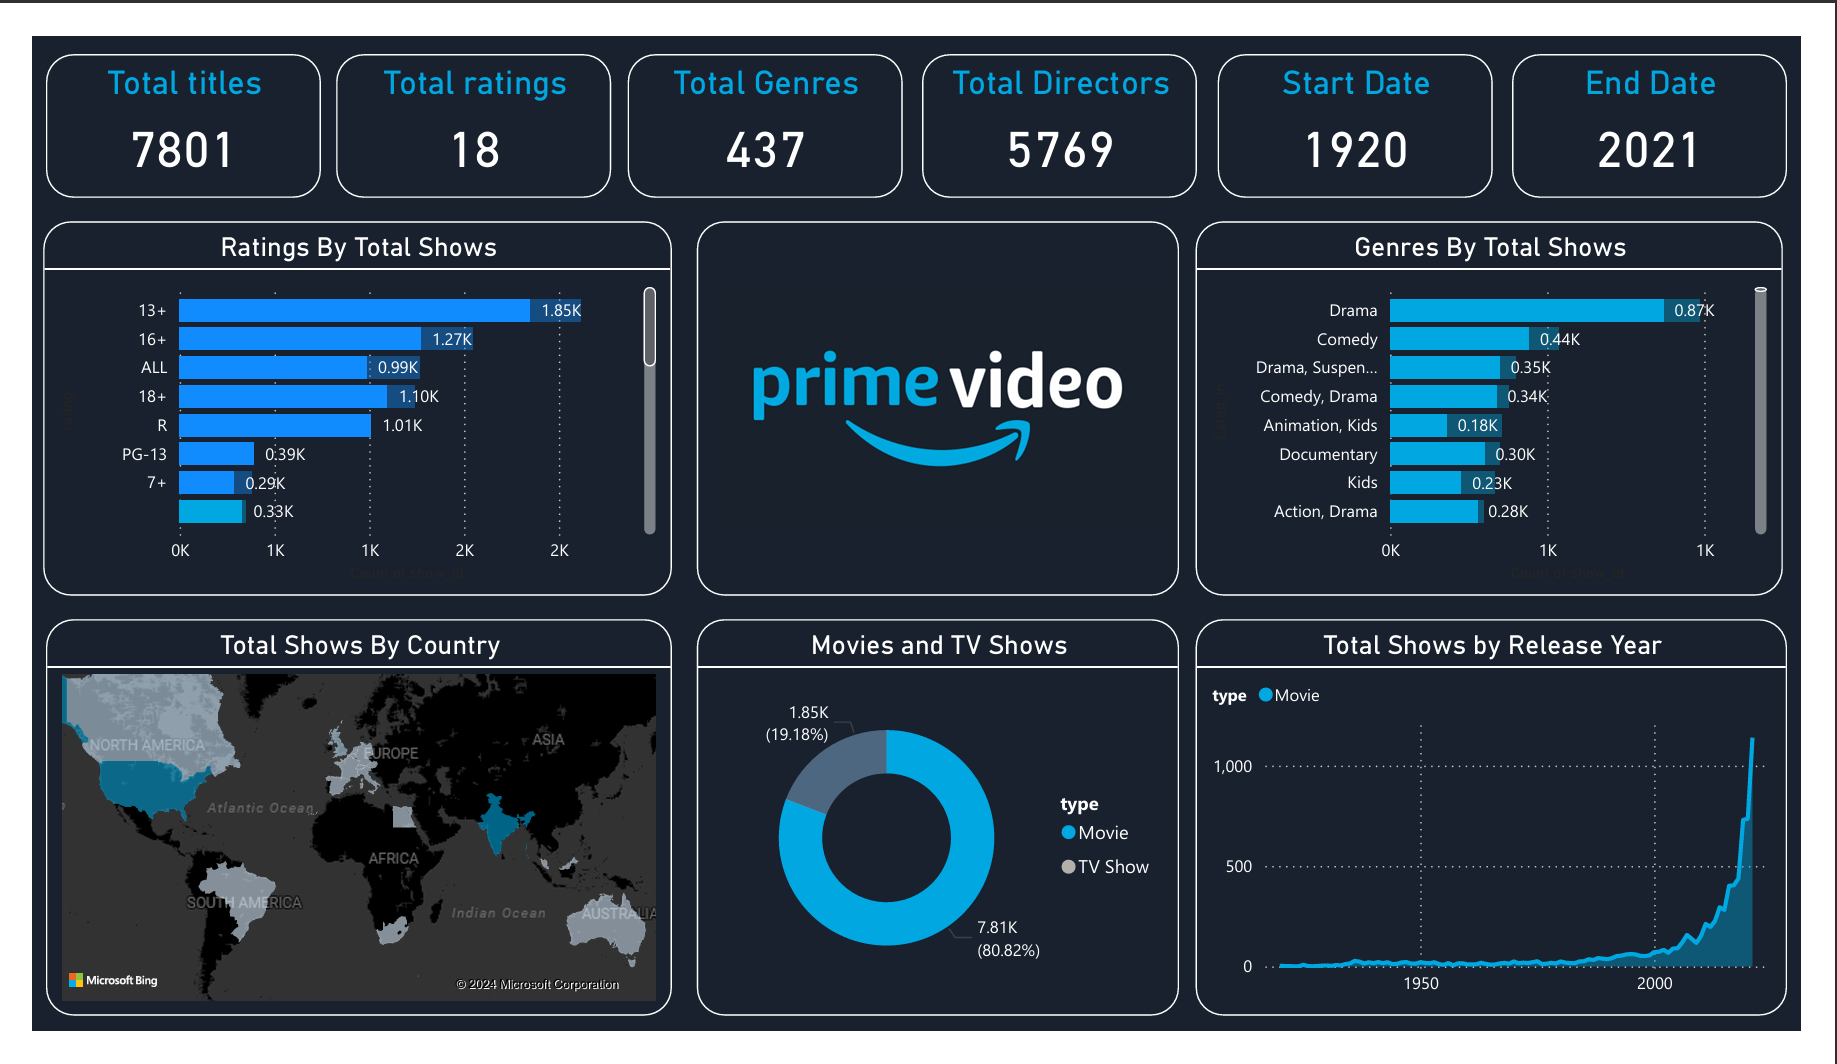 Total titles
7801
Total ratings
18
Total Genres
437
Total Directors
5769
Start Date
1920
End Date
2021
Ratings By Total Shows
13+ 1.85K
16+ 1.27K
ALL 0.99K
18+ 1.10K
R 1.01K
PG-13 0.39K
7+ 0.29K
0.33K
0K 1K 1K 2K 2K
prime video
Genres By Total Shows
Drama 0.87K
Comedy 0.44K
Drama, Suspen... 0.35K
Comedy, Drama 0.34K
Animation, Kids 0.18K
Documentary 0.30K
Kids 0.23K
Action, Drama 0.28K
0K 1K 1K
Total Shows By Country
NORTH AMERICA
EUROPE
ASIA
Atlantic Ocean
AFRICA
SOUTH AMERICA
Indian Ocean
AUSTRALIA
Microsoft Bing
© 2024 Microsoft Corporation
Movies and TV Shows
1.85K
(19.18%)
type
Movie
TV Show
7.81K
(80.82%)
Total Shows by Release Year
type Movie
1,000
500
0
1950 2000